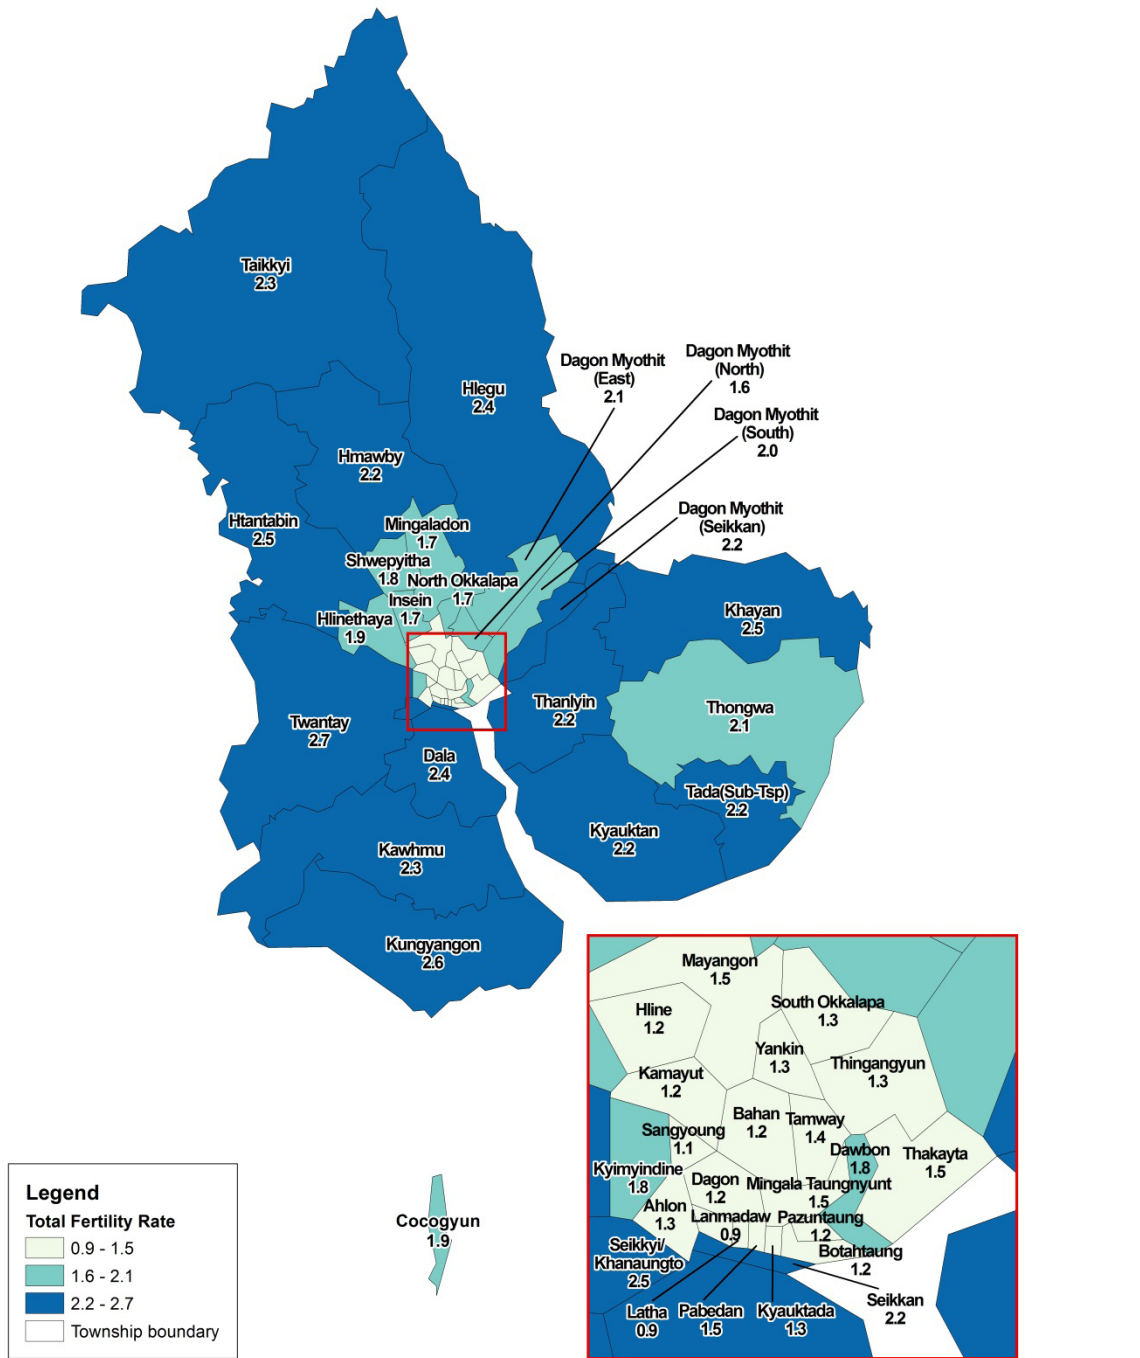 Taikkyi
2.3
Hlegu
2.4
Dagon Myothit
(East)
2.1
Dagon Myothit
(North)
1.6
Dagon Myothit
(South)
2.0
Dagon Myothit
(Seikkan)
2.2
Hmawby
2.2
Htantabin
2.5
Mingaladon
1.7
Shwepyitha
1.8
North Okkalapa
1.7
Insein
1.7
Hlinethaya
1.9
Khayan
2.5
Thongwa
2.1
Thanlyin
2.2
Twantay
2.7
Dala
2.4
Tada(Sub-Tsp)
2.2
Kyauktan
2.2
Kawhmu
2.3
Kungyangon
2.6
Mayangon
1.5
Hline
1.2
South Okkalapa
1.3
Yankin
1.3
Thingangyun
1.3
Kamayut
1.2
Bahan
1.2
Tamway
1.4
Sangyoung
1.1
Dawbon
1.8
Thakayta
1.5
Kyimyindine
1.8
Dagon
1.2
Mingala Taungnyunt
1.5
Ahlon
1.3
Lanmadaw
0.9
Pazuntaung
1.2
Botahtaung
1.2
Seikkyi/
Khanaungto
2.5
Latha
0.9
Pabedan
1.5
Kyauktada
1.3
Seikkan
2.2
Cocogyun
1.9
Legend
Total Fertility Rate
0.9 - 1.5
1.6 - 2.1
2.2 - 2.7
Township boundary